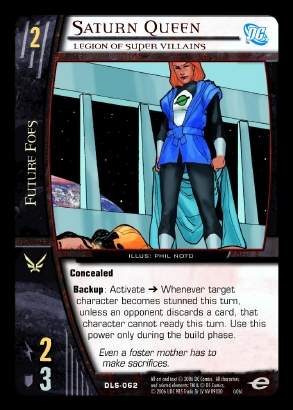 2
SATURN QUEEN
LEGION OF SUPER VILLAINS
DC
FUTURE FOES
ILLUS: PHIL NOTO
Concealed
Backup: Activate → Whenever target
character becomes stunned this turn,
unless an opponent discards a card, that
character cannot ready this turn. Use this
power only during the build phase.
Even a foster mother has to
make sacrifices.
2
3
DLS-062